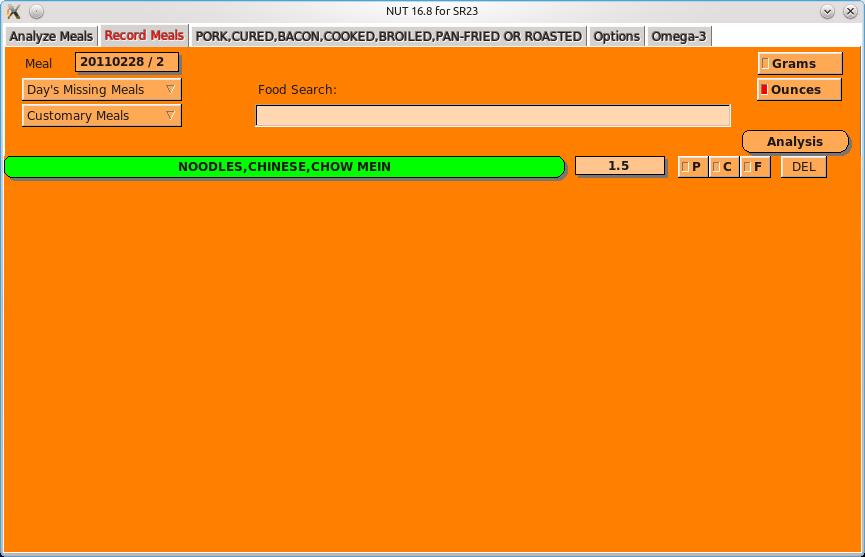 NUT 16.8 for SR23
Analyze Meals Record Meals PORK,CURED,BACON,COOKED,BROILED,PAN-FRIED OR ROASTED Options Omega-3
Meal 20110228 / 2 Grams
Day's Missing Meals Food Search: Ounces
Customary Meals
Analysis
NOODLES,CHINESE,CHOW MEIN 1.5 P C F DEL